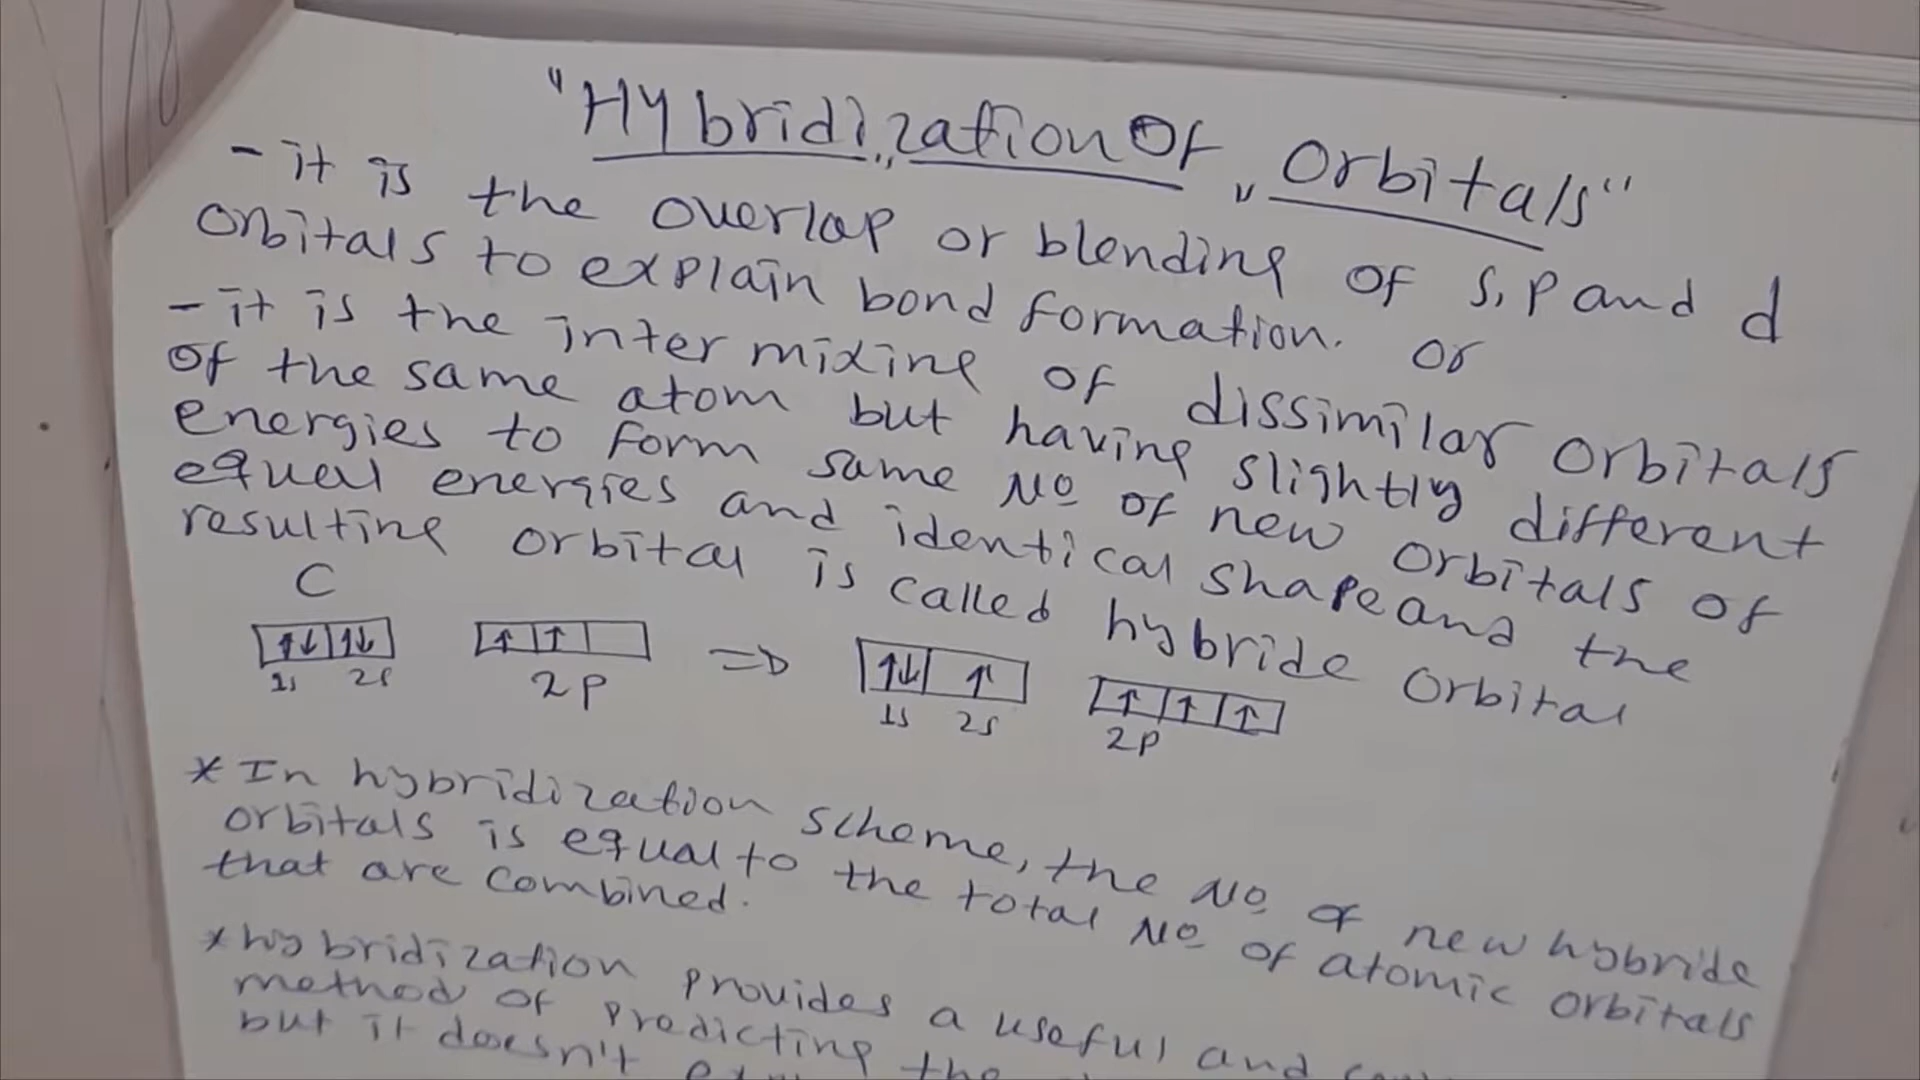 "Hybridization Of Orbitals"
- it is the overlap or blending of s, p and d
orbitals to explain bond formation. or
- it is the inter mixing of dissimilar orbitals
of the same atom but having slightly different
energies to form same No of new orbitals of
equal energies and identical shape and the
resulting orbital is called hybride orbital
C
↑↓ ↑↓ ↑ ↑ => ↑↓ ↑ ↑ ↑ ↑
1s 2s 2p 1s 2s 2p
* In hybridization scheme, the No of new hybride
orbitals is equal to the total No of atomic orbitals
that are combined.
* hybridization provides a useful and
method of predicting the
but it doesn't